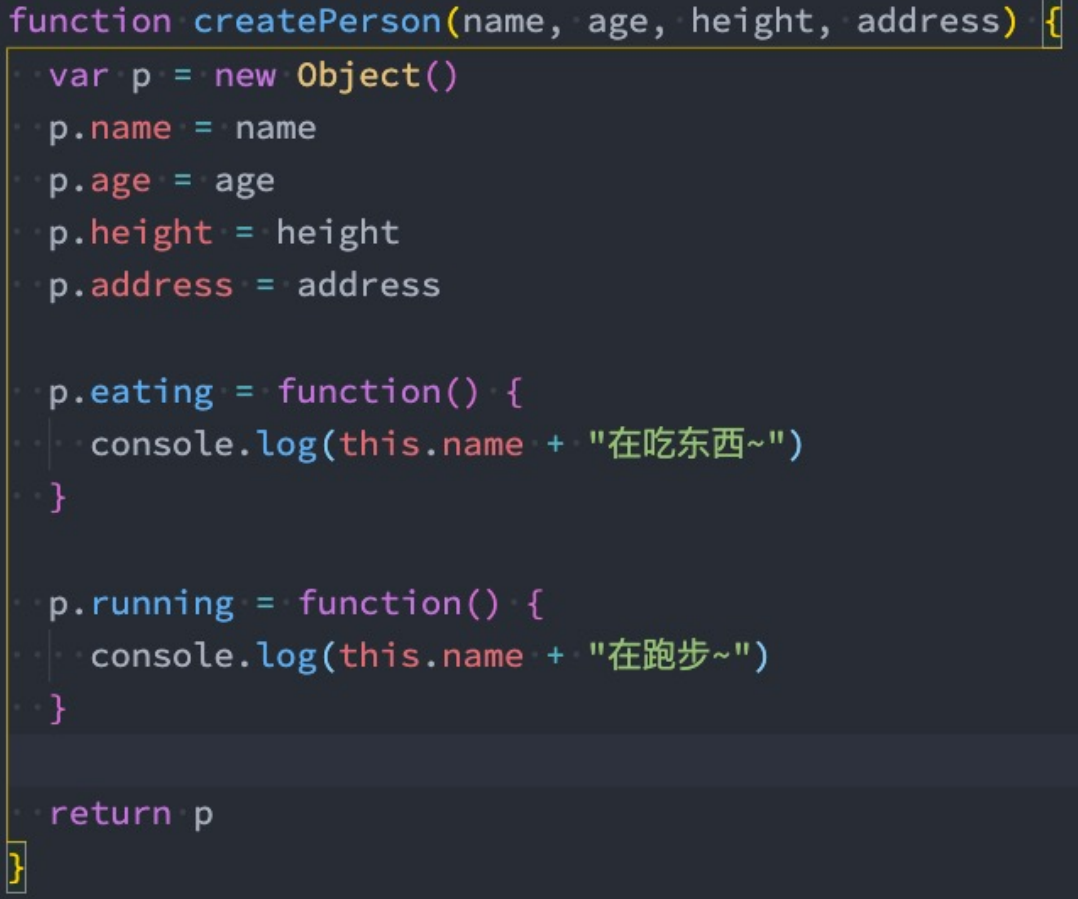 function createPerson(name, age, height, address) {
  var p = new Object()
  p.name = name
  p.age = age
  p.height = height
  p.address = address

  p.eating = function() {
    console.log(this.name + "在吃东西~")
  }

  p.running = function() {
    console.log(this.name + "在跑步~")
  }

  return p
}